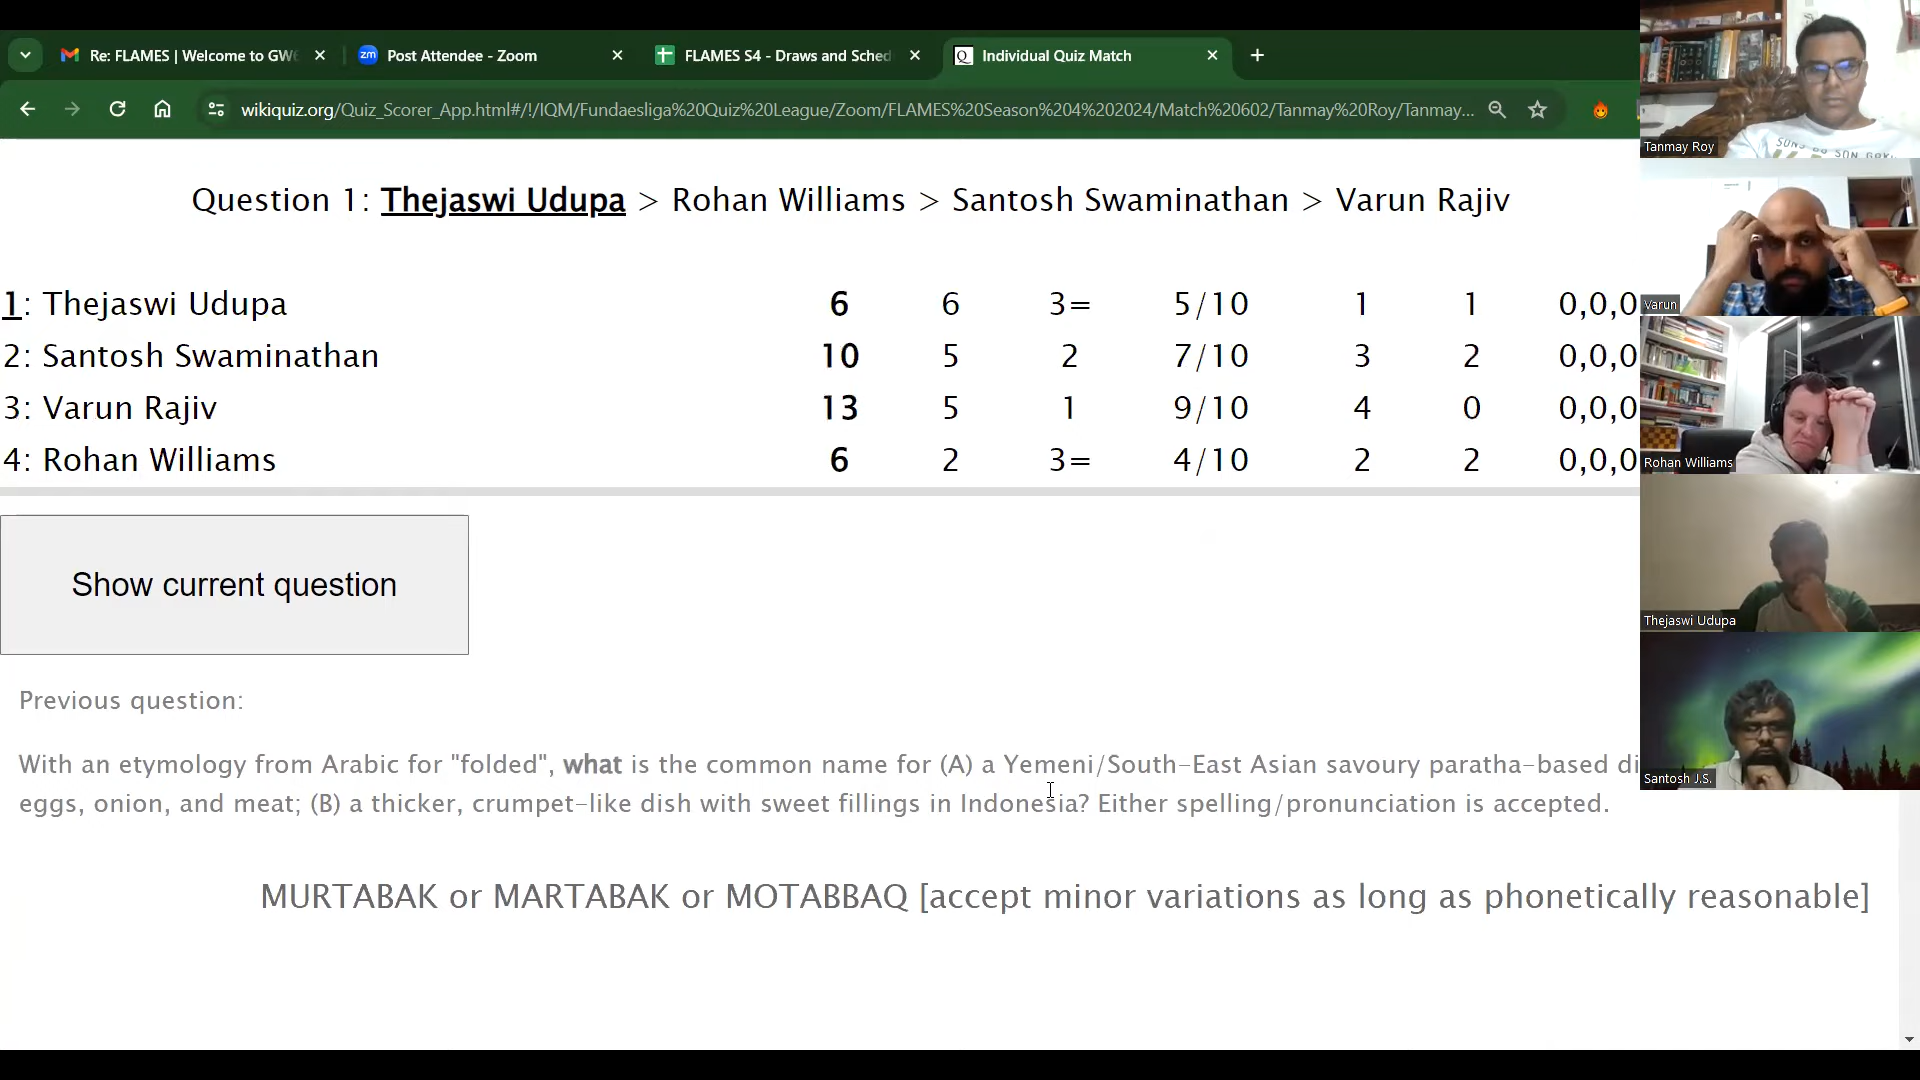 Re: FLAMES | Welcome to GW
zm Post Attendee - Zoom
FLAMES S4 - Draws and Sched
Q Individual Quiz Match
wikiquiz.org/Quiz_Scorer_App.html#/!/IQM/Fundaesliga%20Quiz%20League/Zoom/FLAMES%20Season%204%202024/Match%20602/Tanmay%20Roy/Tanmay...
Question 1: Thejaswi Udupa > Rohan Williams > Santosh Swaminathan > Varun Rajiv
1: Thejaswi Udupa 6 6 3= 5/10 1 1 0,0,0
2: Santosh Swaminathan 10 5 2 7/10 3 2 0,0,0
3: Varun Rajiv 13 5 1 9/10 4 0 0,0,0
4: Rohan Williams 6 2 3= 4/10 2 2 0,0,0
Show current question
Previous question:
With an etymology from Arabic for "folded", what is the common name for (A) a Yemeni/South-East Asian savoury paratha-based di
eggs, onion, and meat; (B) a thicker, crumpet-like dish with sweet fillings in Indonesia? Either spelling/pronunciation is accepted.
MURTABAK or MARTABAK or MOTABBAQ [accept minor variations as long as phonetically reasonable]
Tanmay Roy
Varun
Rohan Williams
Thejaswi Udupa
Santosh J.S.